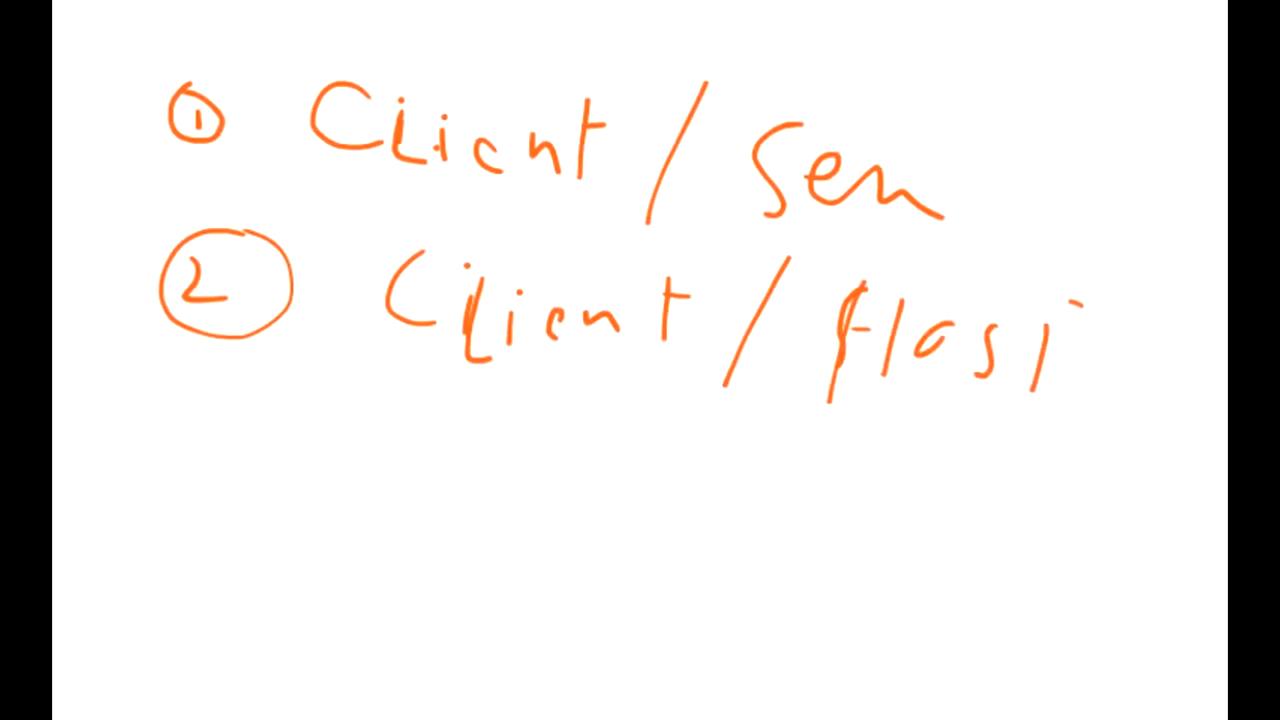 ① Client / Sen
② Client /